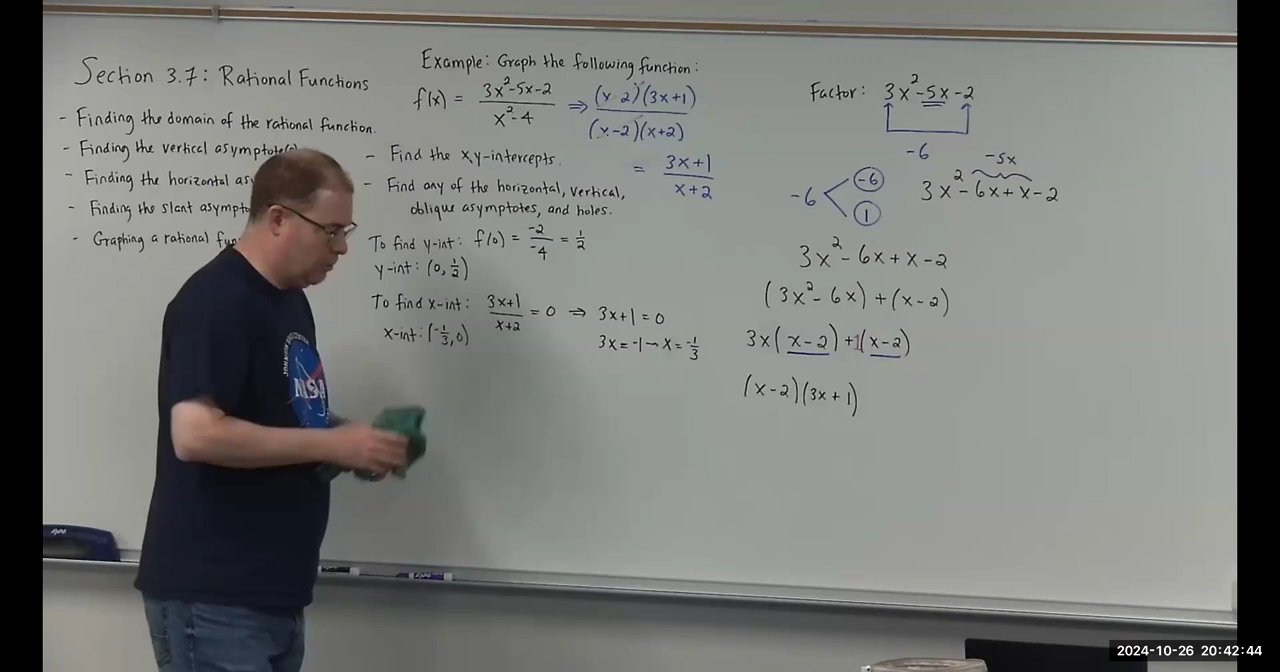 Section 3.7: Rational Functions
- Finding the domain of the rational function.
- Finding the vertical asymptote(s)
- Finding the horizontal as
- Finding the slant asympto
- Graphing a rational fu
Example: Graph the following function:
f(x) = (3x²-5x-2)/(x²-4) ⇒ (x-2)(3x+1)/(x-2)(x+2)
= (3x+1)/(x+2)
- Find the x,y-intercepts.
- Find any of the horizontal, vertical,
oblique asymptotes, and holes.
To find y-int: f(0) = -2/-4 = 1/2
y-int: (0, 1/2)
To find x-int: (3x+1)/(x+2) = 0 ⇒ 3x+1=0
x-int: (-1/3, 0)
3x=-1→x=-1/3
Factor: 3x²-5x-2
-6
-5x
-6 < -6
1
3x²-6x+x-2
3x²-6x+x-2
(3x²-6x)+(x-2)
3x(x-2)+1(x-2)
(x-2)(3x+1)
NASA
expo
2024-10-26 20:42:44